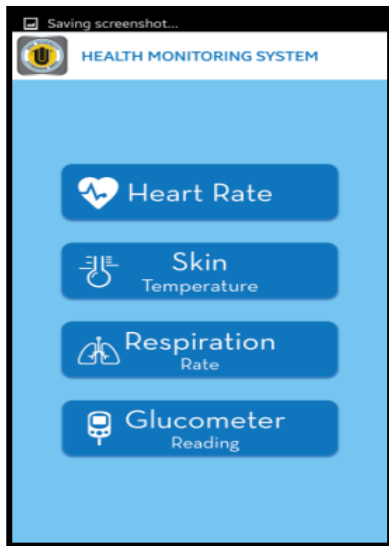 Saving screenshot...
HEALTH MONITORING SYSTEM
Heart Rate
Skin
Temperature
Respiration
Rate
Glucometer
Reading